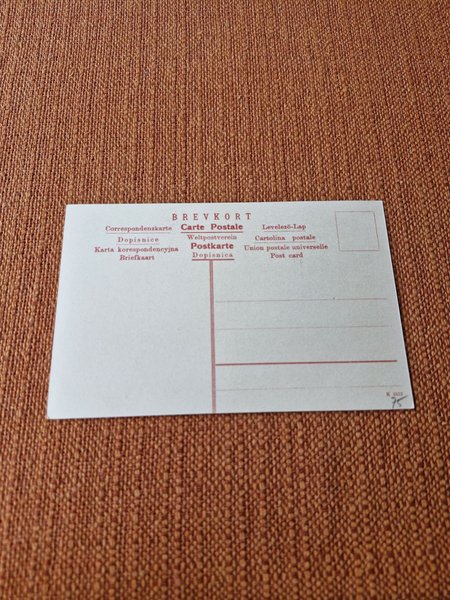 BREVKORT
Correspondenzkarte Carte Postale Levelező-Lap
Dopisnice Weltpostverein Cartolina postale
Karta korespondencyjna Postkarte Union postale universelle
Briefkaart Dopisnica Post card
K
75